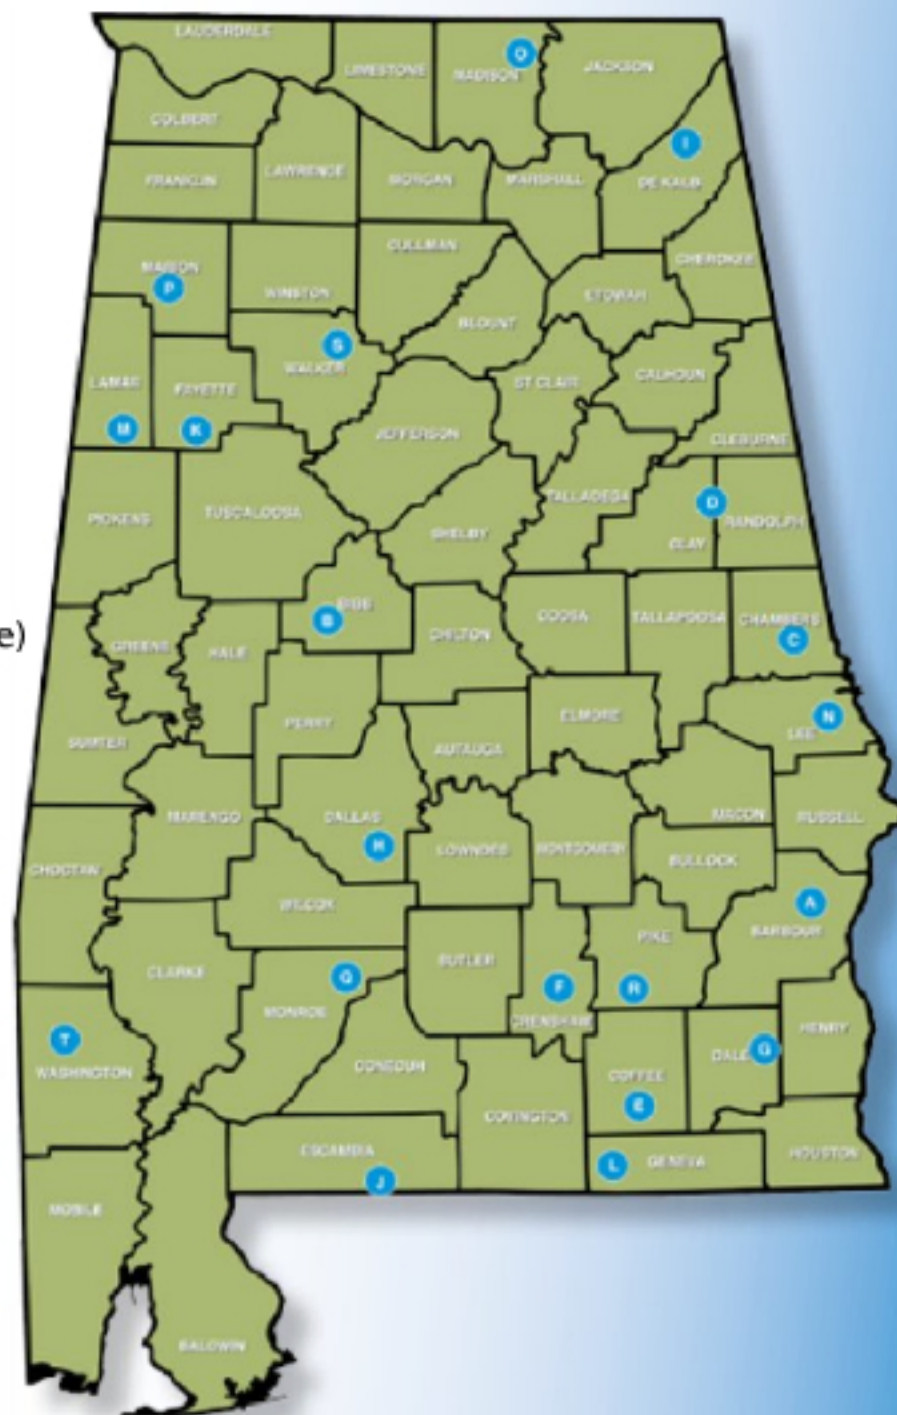 LAUDERDALE
LIMESTONE
MADISON
O
JACKSON
COLBERT
I
FRANKLIN
LAWRENCE
MORGAN
MARSHALL
DE KALB
CULLMAN
CHEROKEE
MARION
P
WINSTON
ETOWAH
BLOUNT
S
WALKER
LAMAR
FAYETTE
ST CLAIR
CALHOUN
M
K
JEFFERSON
CLEBURNE
PICKENS
TUSCALOOSA
TALLADEGA
D
RANDOLPH
SHELBY
CLAY
BIBB
B
COOSA
TALLAPOOSA
CHAMBERS
C
e)
GREENE
HALE
CHILTON
PERRY
ELMORE
N
LEE
SUMTER
AUTAUGA
MARENGO
DALLAS
H
LOWNDES
MONTGOMERY
MACON
RUSSELL
BULLOCK
CHOCTAW
WILCOX
A
BARBOUR
PIKE
BUTLER
CLARKE
MONROE
F
R
CRENSHAW
HENRY
T
WASHINGTON
CONECUH
COFFEE
E
DALE
COVINGTON
ESCAMBIA
J
L
GENEVA
HOUSTON
MOBILE
BALDWIN